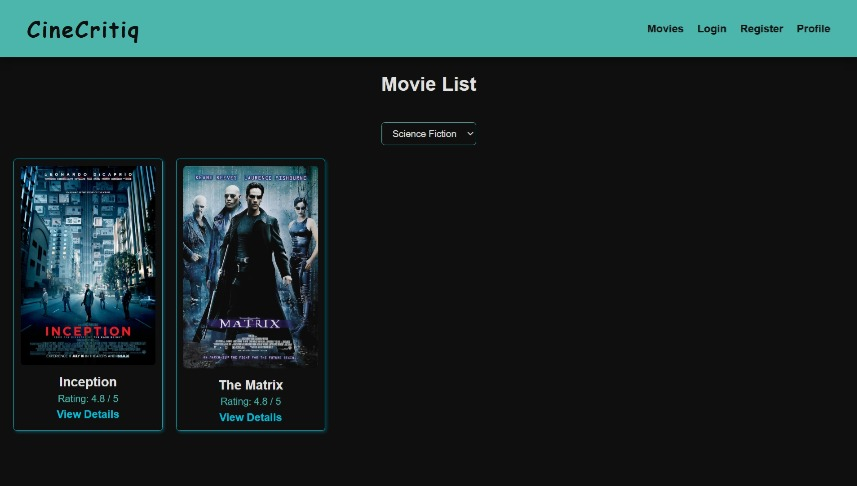 CineCritiq
Movies Login Register Profile
Movie List
Science Fiction
LEONARDO DiCAPRIO
INCEPTION
Inception
Rating: 4.8 / 5
View Details
KEANU REEVES LAURENCE FISHBURNE
MATRIX
The Matrix
Rating: 4.8 / 5
View Details